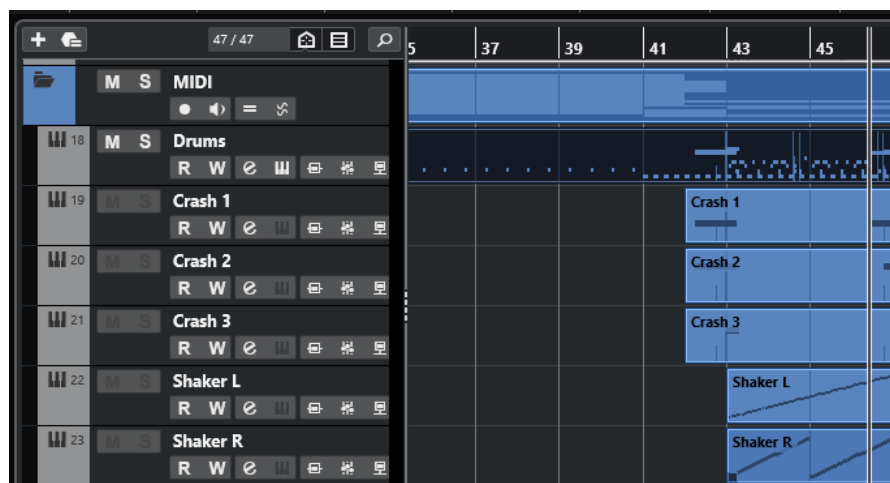 47 / 47
5 37 39 41 43 45
M S MIDI
18 M S Drums
R W e
19 M S Crash 1 Crash 1
R W e
20 M S Crash 2 Crash 2
R W e
21 M S Crash 3 Crash 3
R W e
22 M S Shaker L Shaker L
R W e
23 M S Shaker R Shaker R
R W e